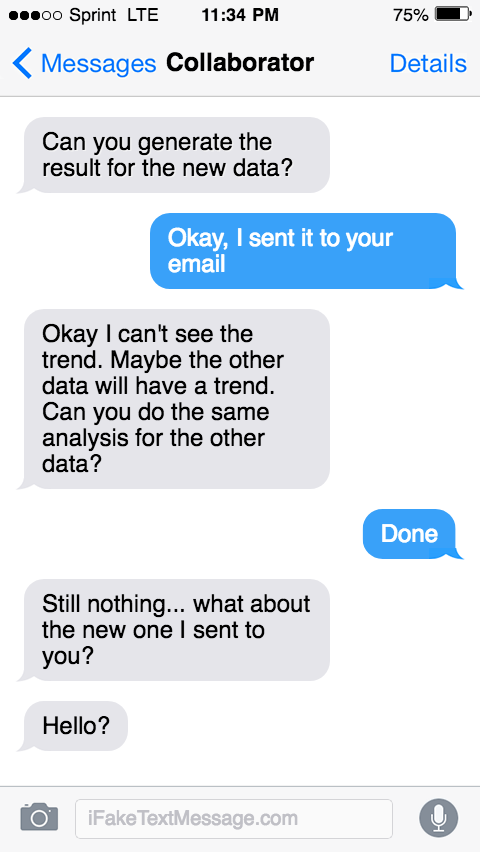 Sprint LTE 11:34 PM 75%
Messages Collaborator Details
Can you generate the
result for the new data?
Okay, I sent it to your
email
Okay I can't see the
trend. Maybe the other
data will have a trend.
Can you do the same
analysis for the other
data?
Done
Still nothing... what about
the new one I sent to
you?
Hello?
iFakeTextMessage.com